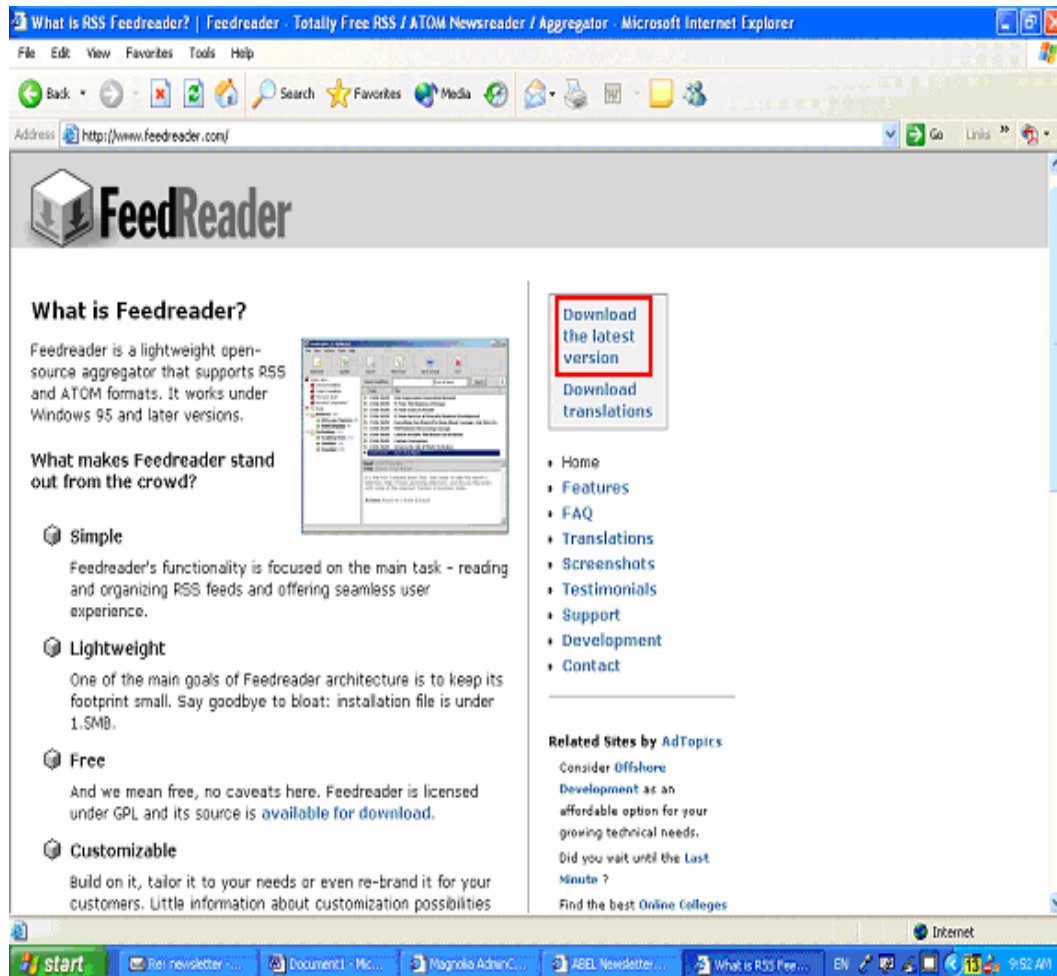 What is RSS Feedreader? | Feedreader - Totally Free RSS / ATOM Newsreader / Aggregator - Microsoft Internet Explorer
File Edit View Favorites Tools Help
Back Search Favorites Media
Address http://www.feedreader.com/ Go Links »
FeedReader
What is Feedreader?
Feedreader is a lightweight open-
source aggregator that supports RSS
and ATOM formats. It works under
Windows 95 and later versions.
What makes Feedreader stand
out from the crowd?
Simple
Feedreader's functionality is focused on the main task - reading
and organizing RSS feeds and offering seamless user
experience.
Lightweight
One of the main goals of Feedreader architecture is to keep its
footprint small. Say goodbye to bloat: installation file is under
1.5MB.
Free
And we mean free, no caveats here. Feedreader is licensed
under GPL and its source is available for download.
Customizable
Build on it, tailor it to your needs or even re-brand it for your
customers. Little information about customization possibilities
Download
the latest
version
Download
translations
Home
Features
FAQ
Translations
Screenshots
Testimonials
Support
Development
Contact
Related Sites by AdTopics
Consider Offshore
Development as an
affordable option for your
growing technical needs.
Did you wait until the Last
Minute ?
Find the best Online Colleges
Internet
start Re: newsletter -... Document1 - Mic... Magnolia AdminC... ABEL Newsletter... What is RSS Fee... EN 13 9:52 AM